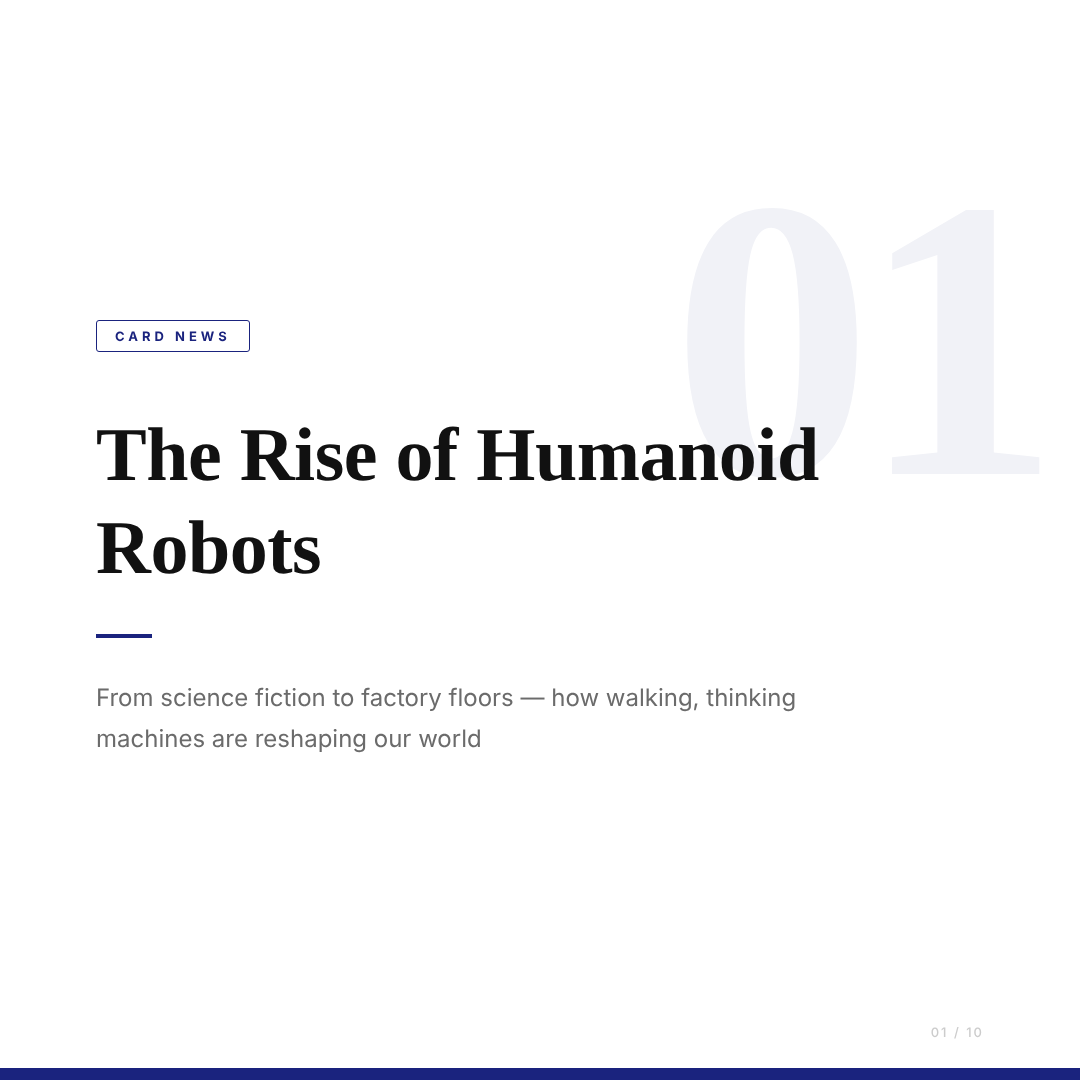 01
CARD NEWS
The Rise of Humanoid
Robots
From science fiction to factory floors — how walking, thinking
machines are reshaping our world
01 / 10